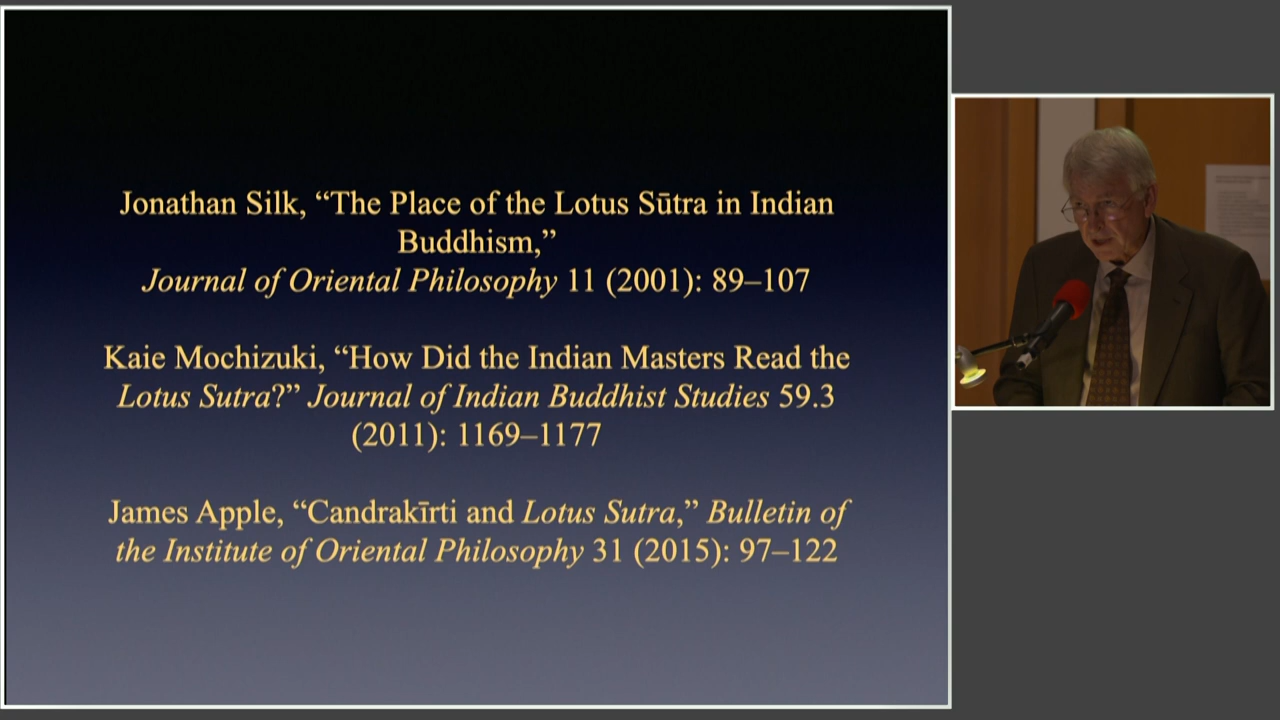 Jonathan Silk, “The Place of the Lotus Sūtra in Indian
Buddhism,”
Journal of Oriental Philosophy 11 (2001): 89–107
Kaie Mochizuki, “How Did the Indian Masters Read the
Lotus Sutra?” Journal of Indian Buddhist Studies 59.3
(2011): 1169–1177
James Apple, “Candrakīrti and Lotus Sutra,” Bulletin of
the Institute of Oriental Philosophy 31 (2015): 97–122